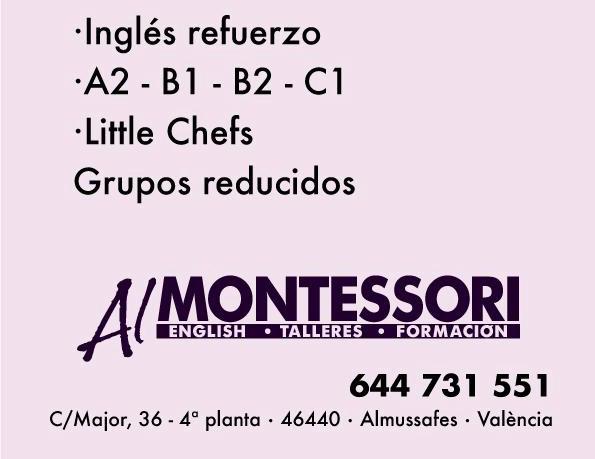 ·Inglés refuerzo
·A2 - B1 - B2 - C1
·Little Chefs
Grupos reducidos
Al MONTESSORI
ENGLISH • TALLERES • FORMACIÓN
644 731 551
C/Major, 36 - 4ª planta · 46440 · Almussafes · València